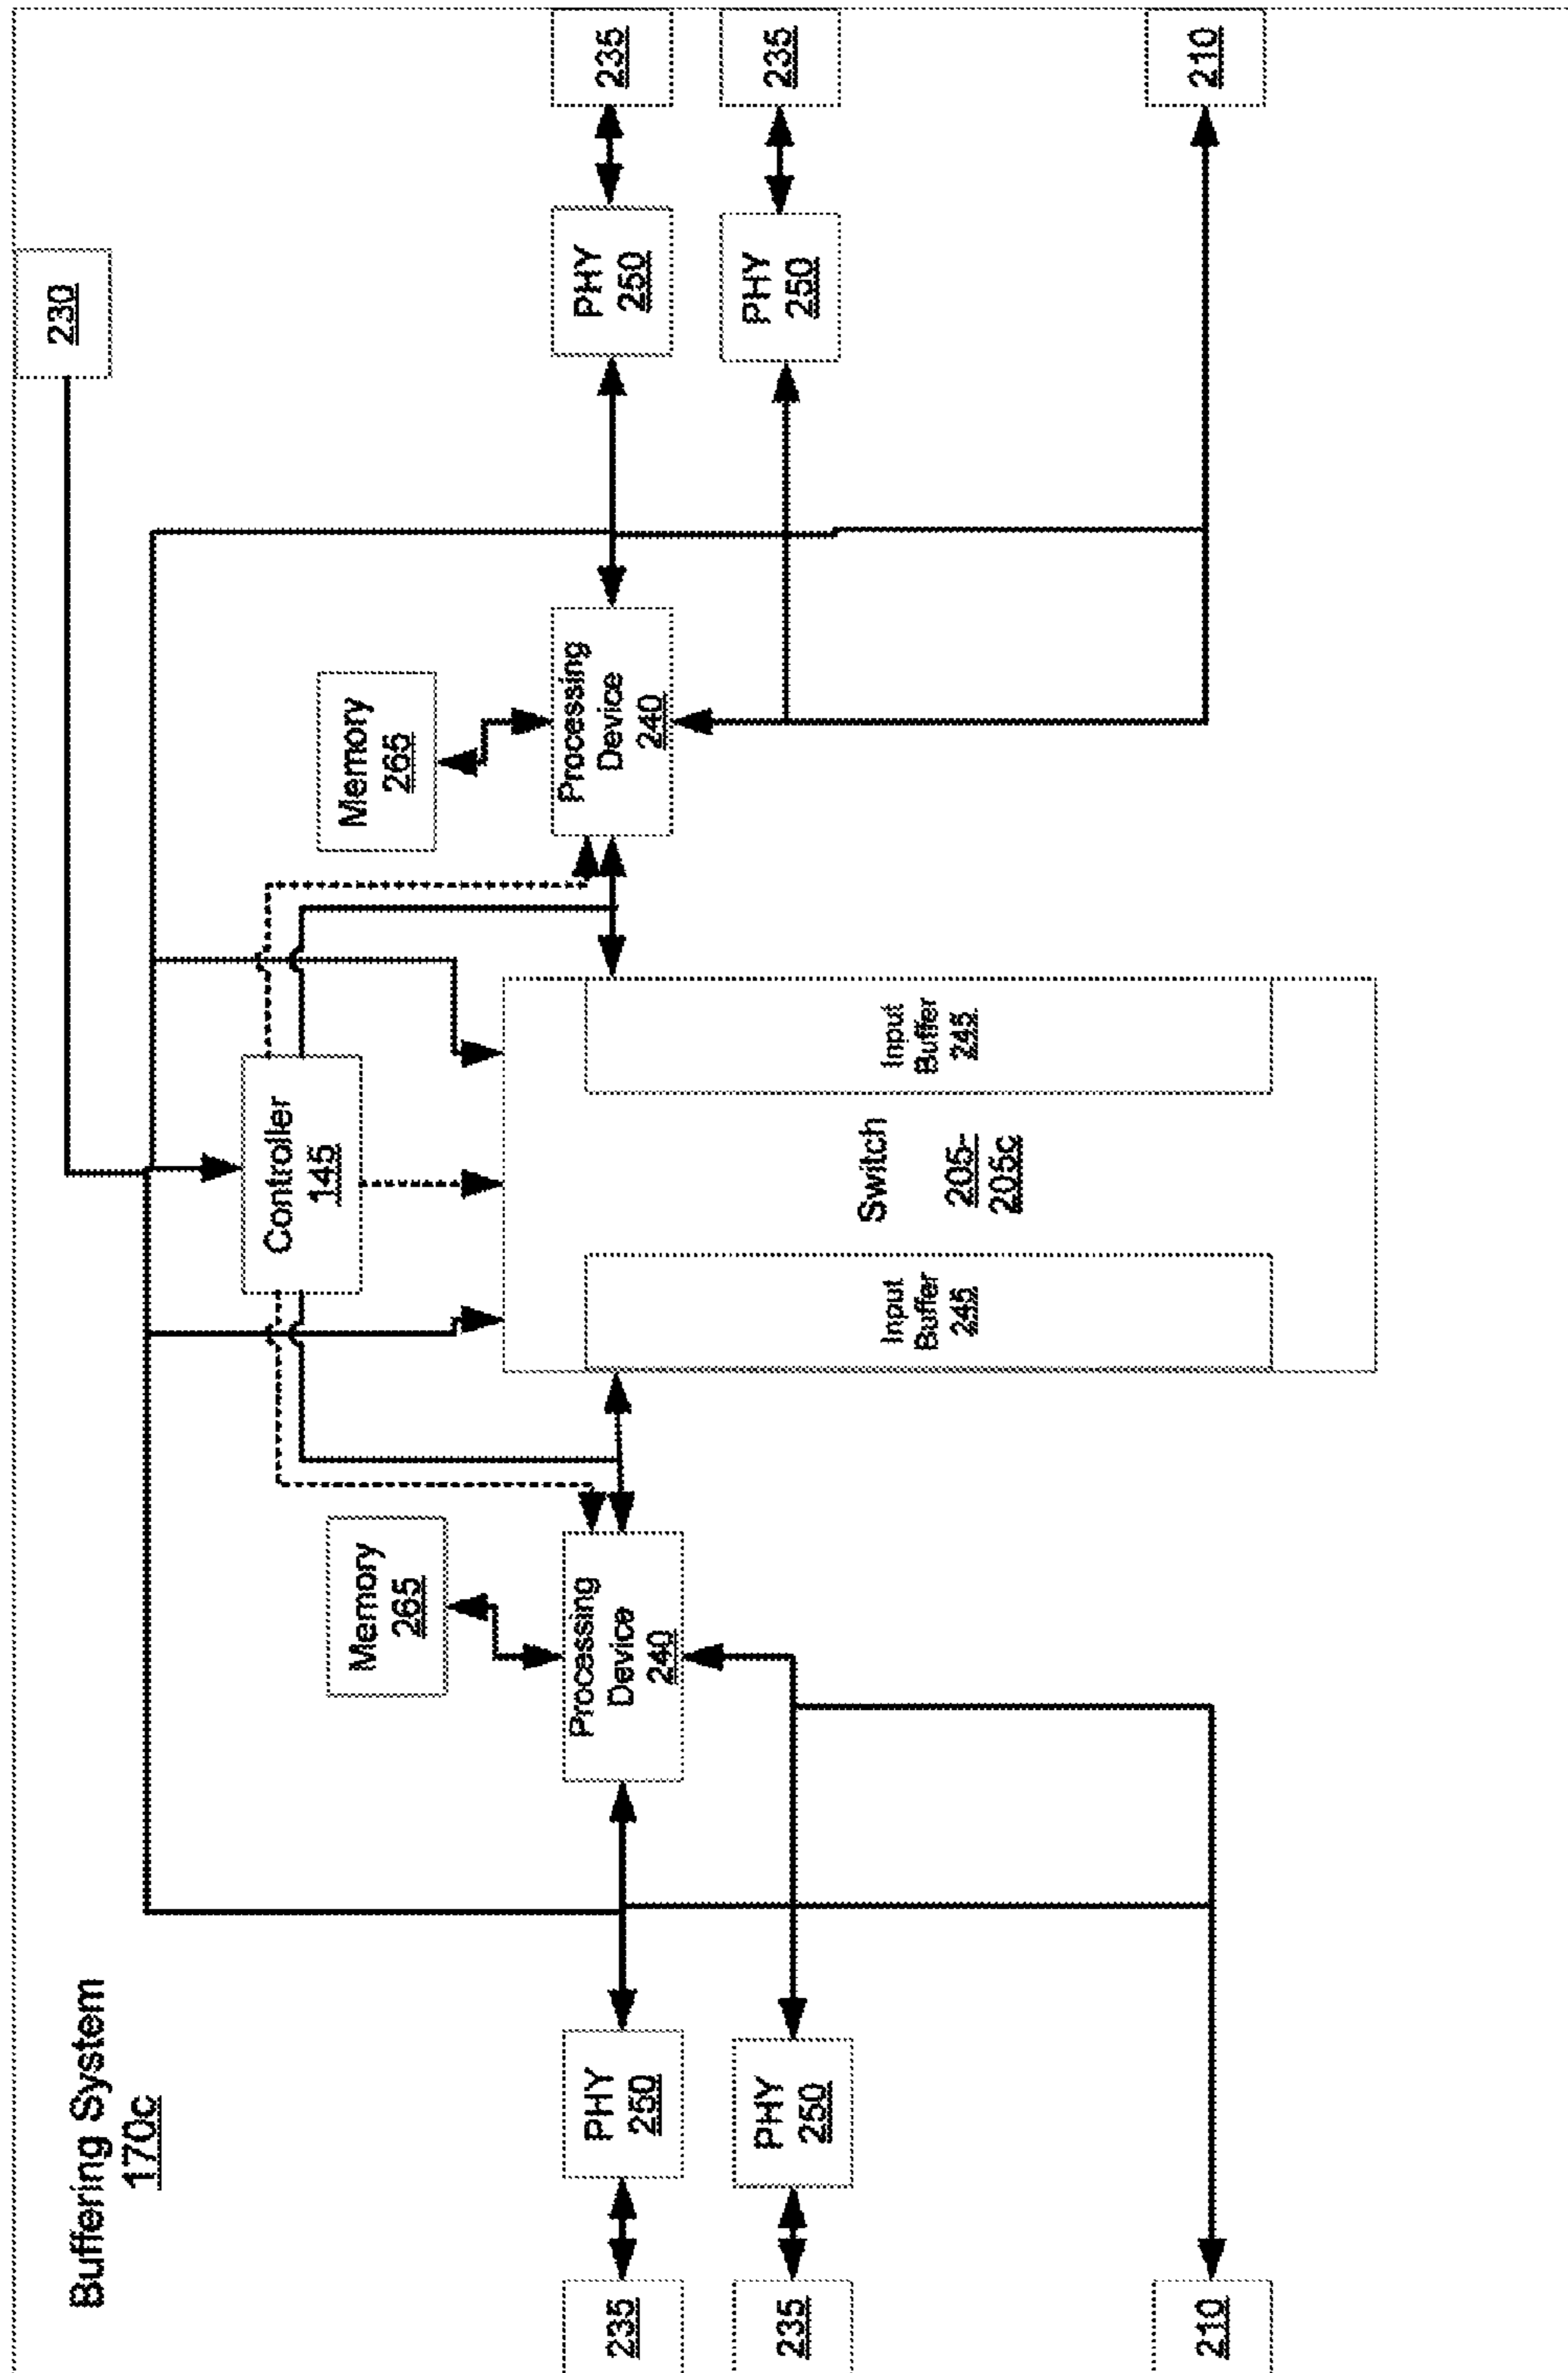 Buffering System
170c
230
Controller
145
Memory
265
Memory
265
235
PHY
250
Processing
Device
240
Processing
Device
240
PHY
250
235
235
PHY
250
PHY
250
235
Switch
205-
205c
Input
Buffer
245
Input
Buffer
245
210
210